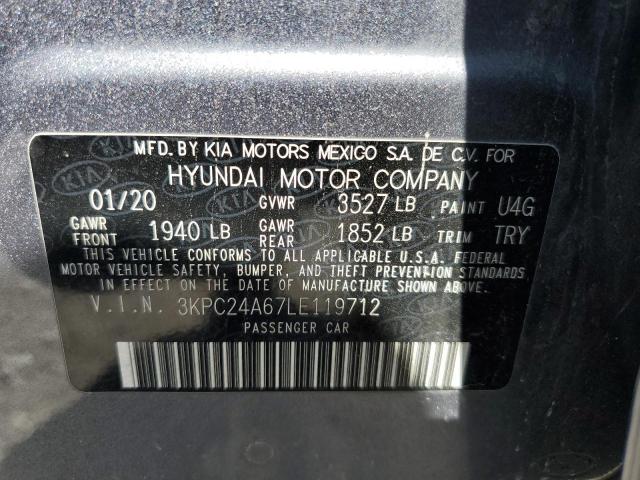 MFD. BY KIA MOTORS MEXICO S.A. DE C.V. FOR
HYUNDAI MOTOR COMPANY
01/20 GVWR 3527 LB PAINT U4G
GAWR FRONT 1940 LB GAWR REAR 1852 LB TRIM TRY
THIS VEHICLE CONFORMS TO ALL APPLICABLE U.S.A. FEDERAL
MOTOR VEHICLE SAFETY, BUMPER, AND THEFT PREVENTION STANDARDS
IN EFFECT ON THE DATE OF MANUFACTURE SHOWN ABOVE.
V.I.N. 3KPC24A67LE119712
PASSENGER CAR